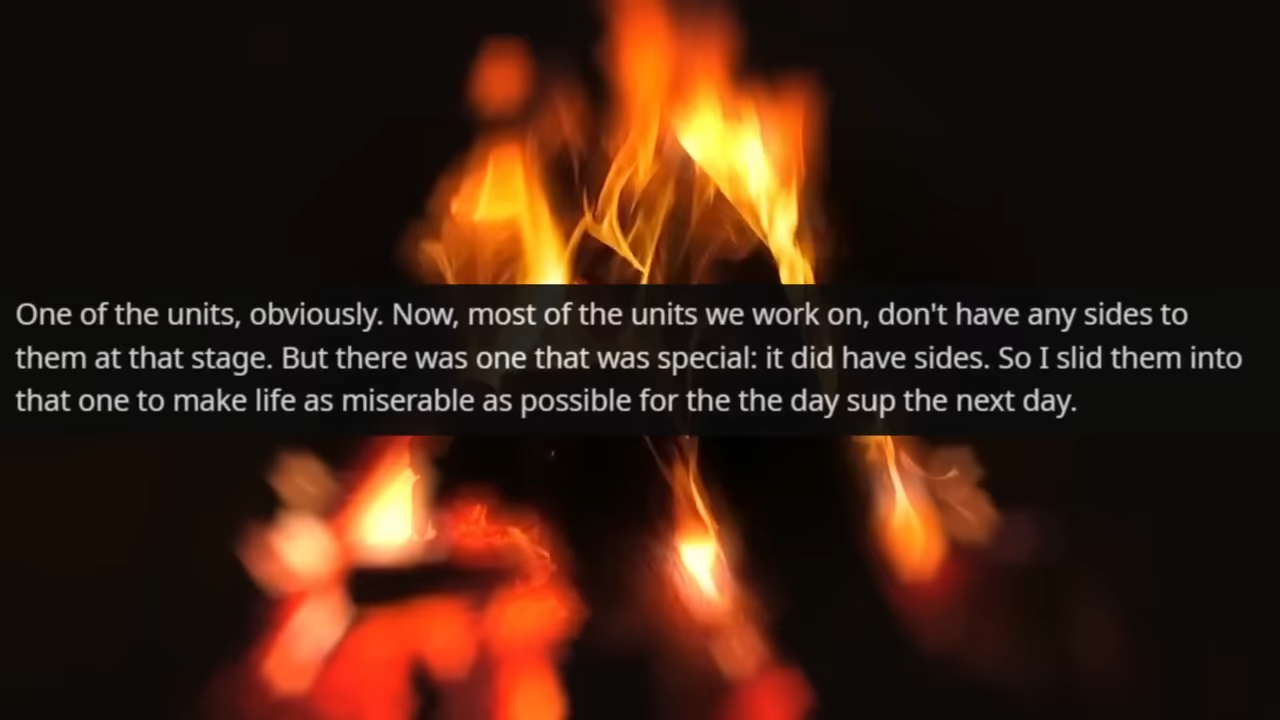 One of the units, obviously. Now, most of the units we work on, don't have any sides to
them at that stage. But there was one that was special: it did have sides. So I slid them into
that one to make life as miserable as possible for the the day sup the next day.